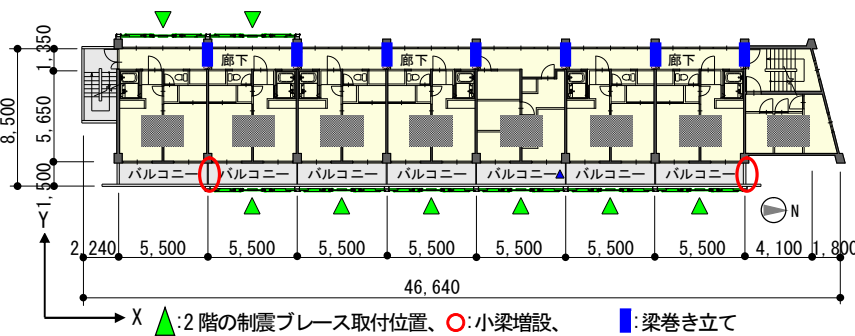 1,350
廊下 廊下
8,500
5,650
バルコニー バルコニー バルコニー バルコニー バルコニー バルコニー バルコニー
1,500
N
Y
2,240 5,500 5,500 5,500 5,500 5,500 5,500 5,500 4,100 1,800
46,640
X :2階の制震ブレース取付位置、 :小梁増設、 :梁巻き立て